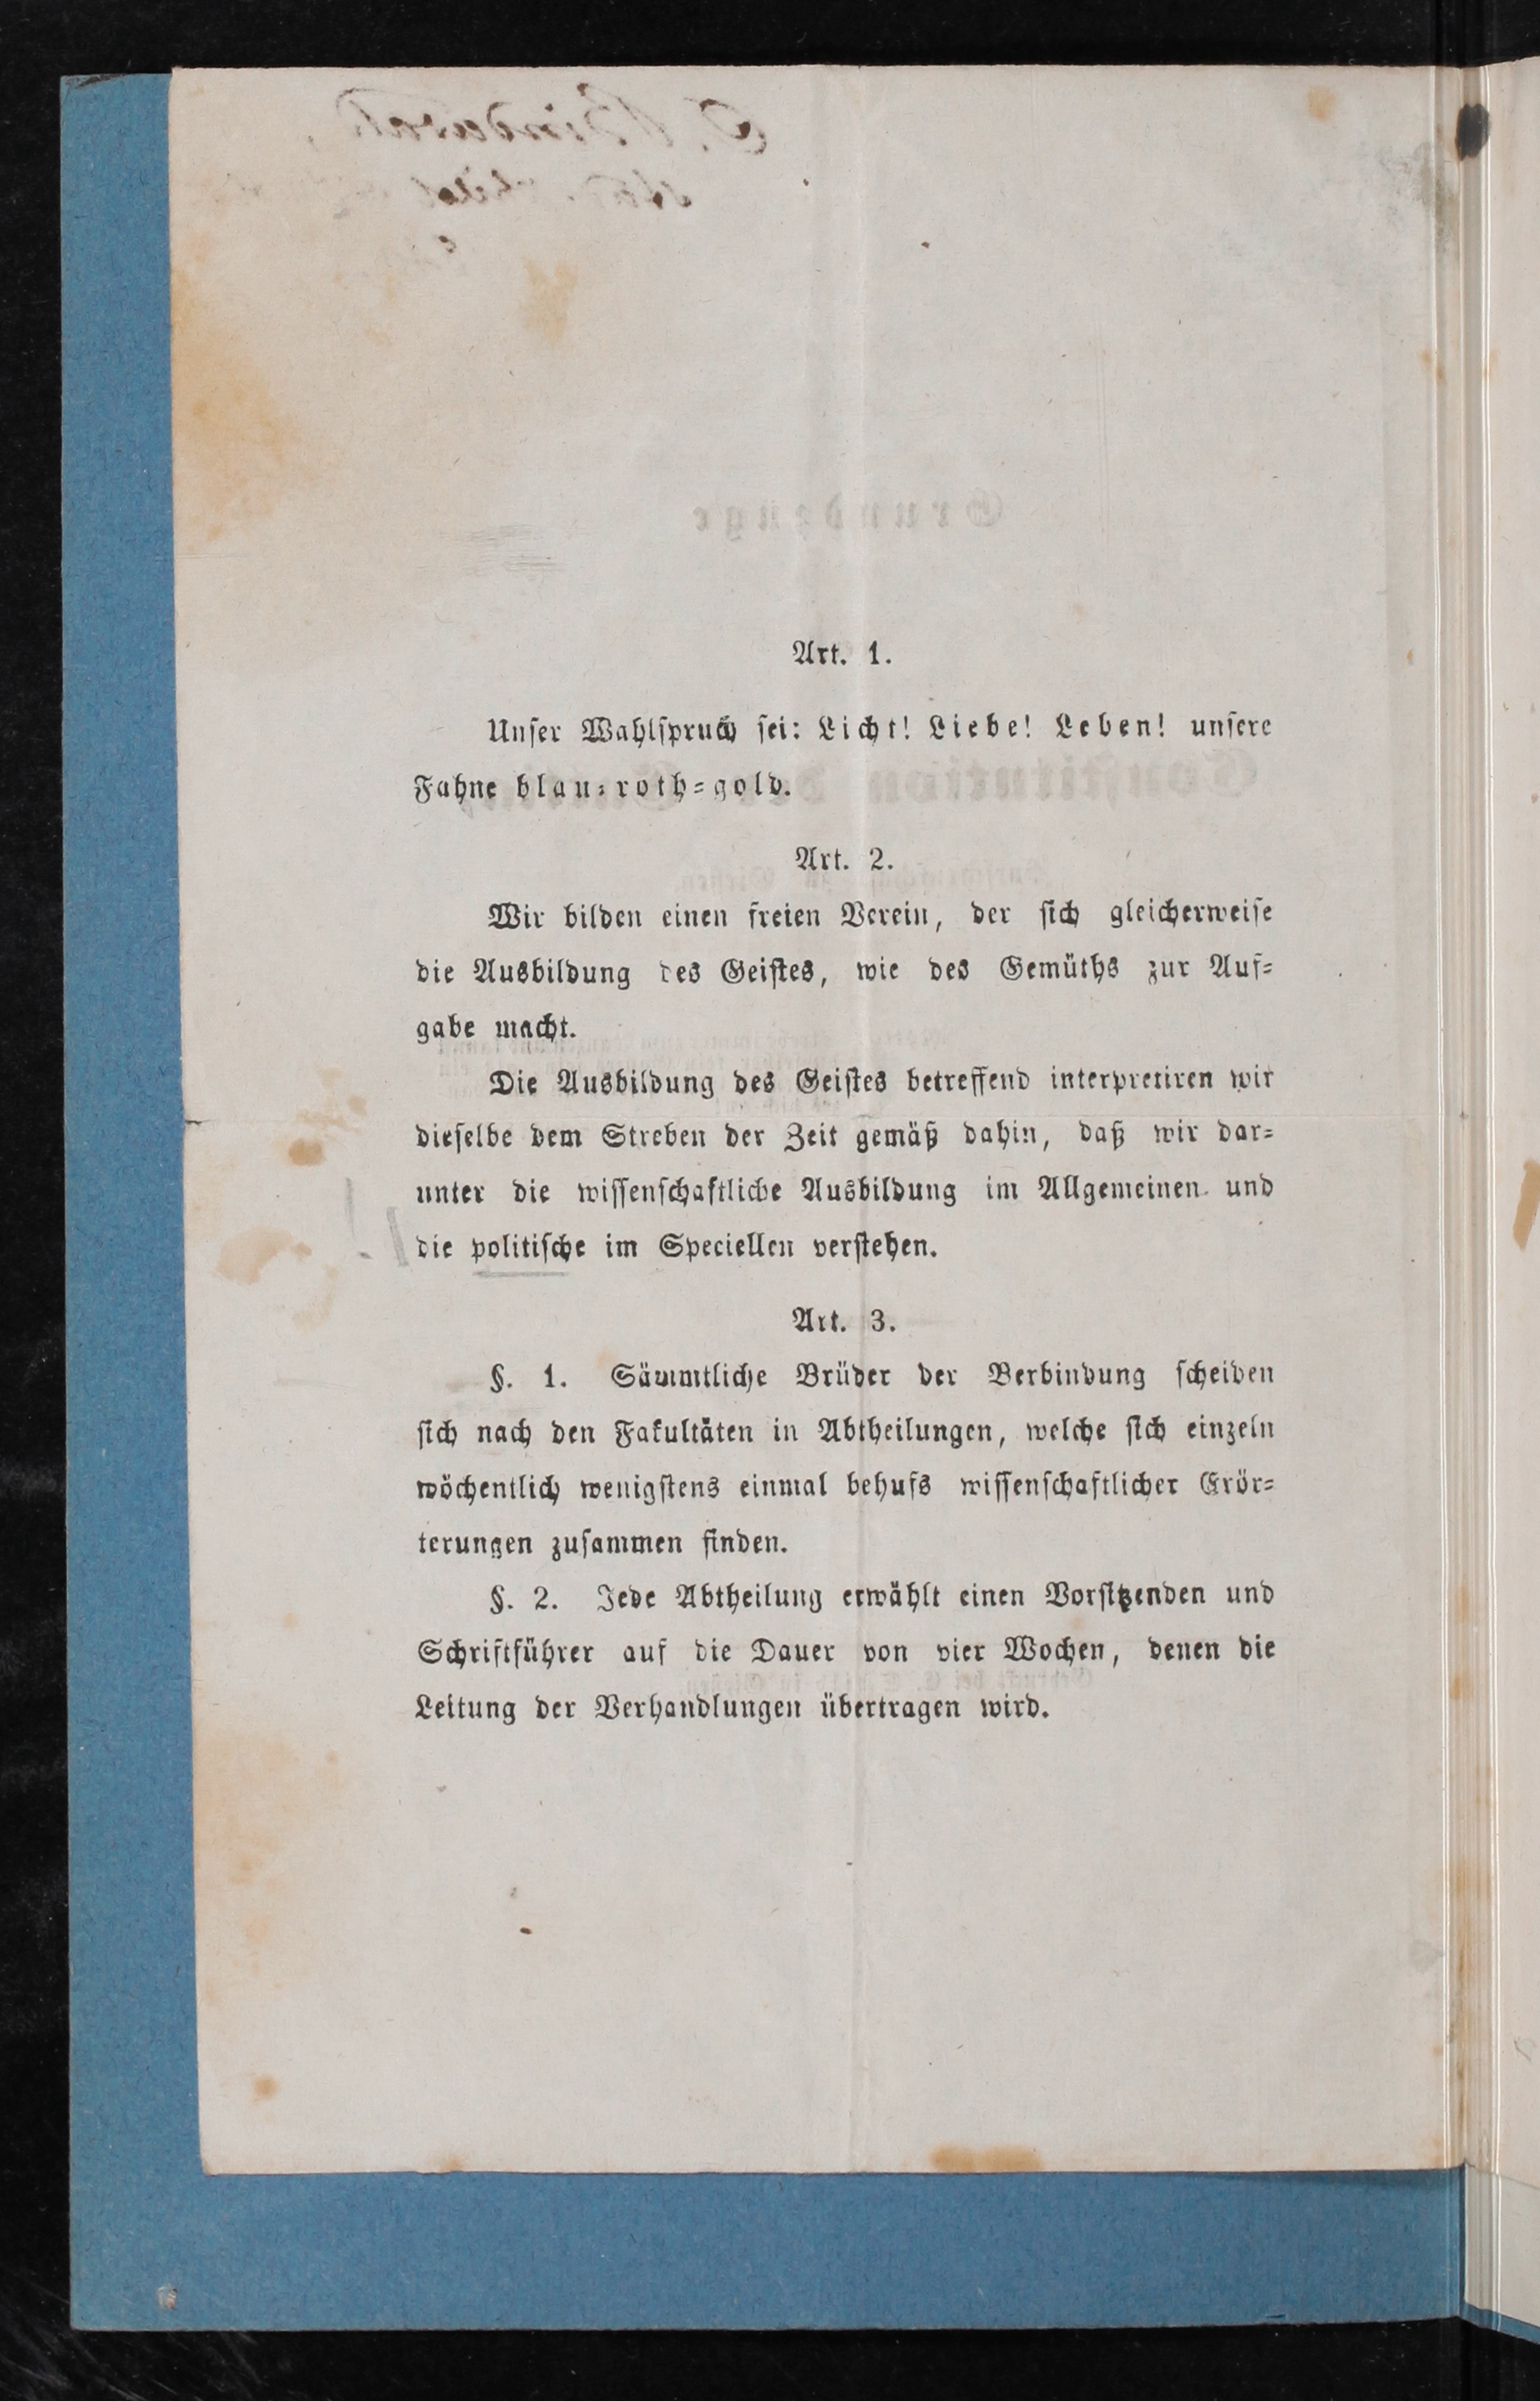 Art. 1.
Unser Wahlspruch sei: Licht! Liebe! Leben! unsere
Fahne blau-roth-gold.
Art. 2.
Wir bilden einen freien Verein, der sich gleicherweise
die Ausbildung des Geistes, wie des Gemüths zur Auf-
gabe macht.
Die Ausbildung des Geistes betreffend interpretiren wir
dieselbe dem Streben der Zeit gemäß dahin, daß wir dar-
unter die wissenschaftliche Ausbildung im Allgemeinen und
die politische im Speciellen verstehen.
Art. 3.
§. 1. Sämmtliche Brüder der Verbindung scheiden
sich nach den Fakultäten in Abtheilungen, welche sich einzeln
wöchentlich wenigstens einmal behufs wissenschaftlicher Erör-
terungen zusammen finden.
§. 2. Jede Abtheilung erwählt einen Vorsitzenden und
Schriftführer auf die Dauer von vier Wochen, denen die
Leitung der Verhandlungen übertragen wird.